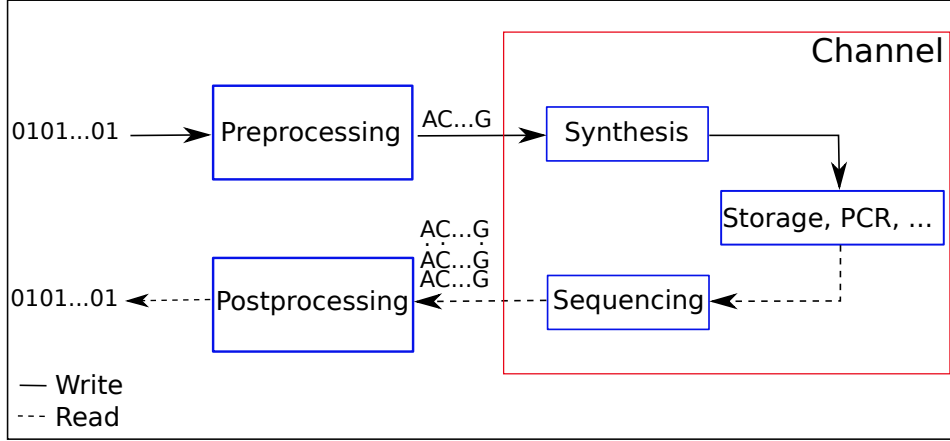 Channel
0101...01
Preprocessing
AC...G
Synthesis
Storage, PCR, ...
AC...G
. . .
AC...G
AC...G
0101...01
Postprocessing
Sequencing
Write
Read